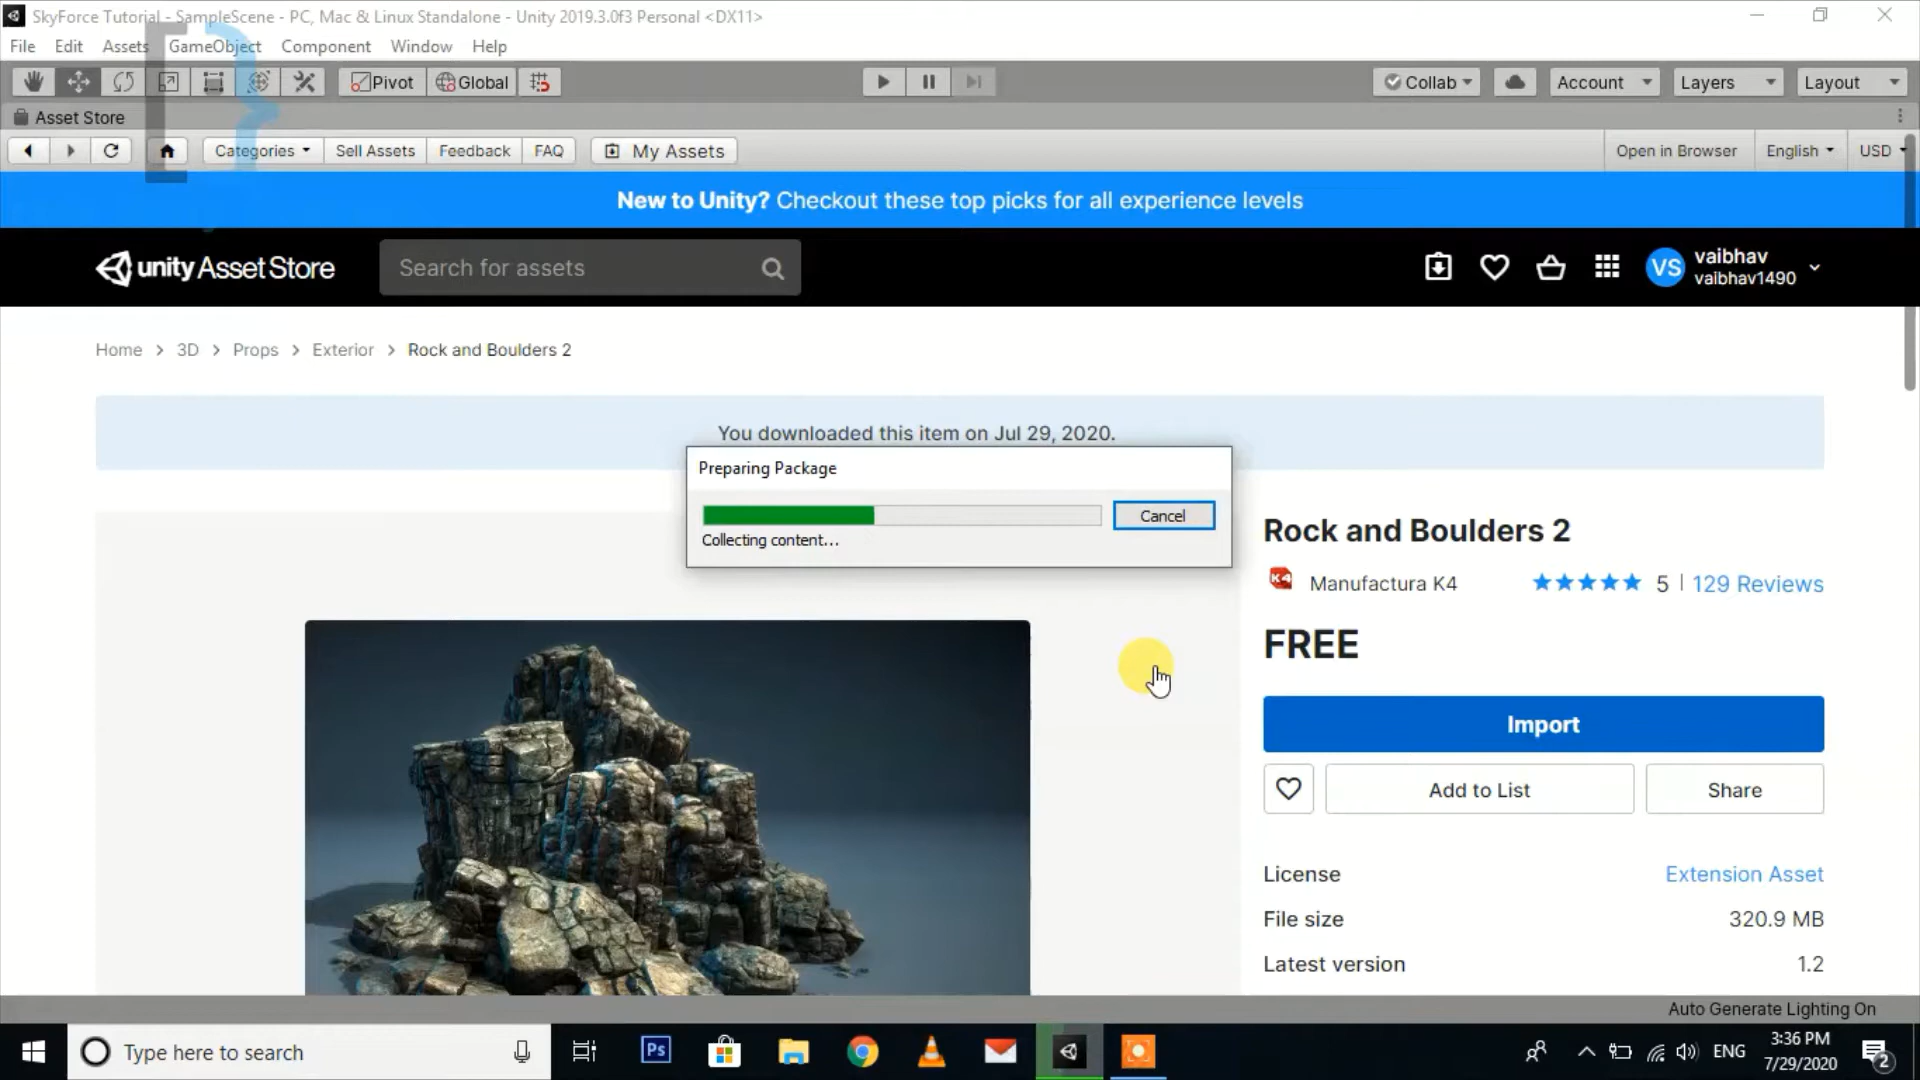 SkyForce Tutorial - SampleScene - PC, Mac & Linux Standalone - Unity 2019.3.0f3 Personal <DX11>
File Edit Assets GameObject Component Window Help
Pivot Global Collab Account Layers Layout
Asset Store
Categories Sell Assets Feedback FAQ My Assets Open in Browser English USD
New to Unity? Checkout these top picks for all experience levels
unity Asset Store Search for assets VS vaibhav
vaibhav1490
Home > 3D > Props > Exterior > Rock and Boulders 2
You downloaded this item on Jul 29, 2020.
Preparing Package
Cancel
Collecting content...
Rock and Boulders 2
K4 Manufactura K4 5 | 129 Reviews
FREE
Import
Add to List Share
License Extension Asset
File size 320.9 MB
Latest version 1.2
Auto Generate Lighting On
Type here to search Ps ENG 3:36 PM
7/29/2020 2